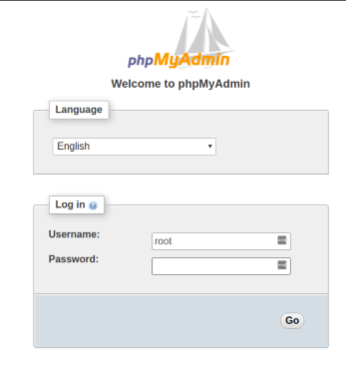 phpMyAdmin
Welcome to phpMyAdmin
Language
English
Log in
Username:
root
Password:
Go